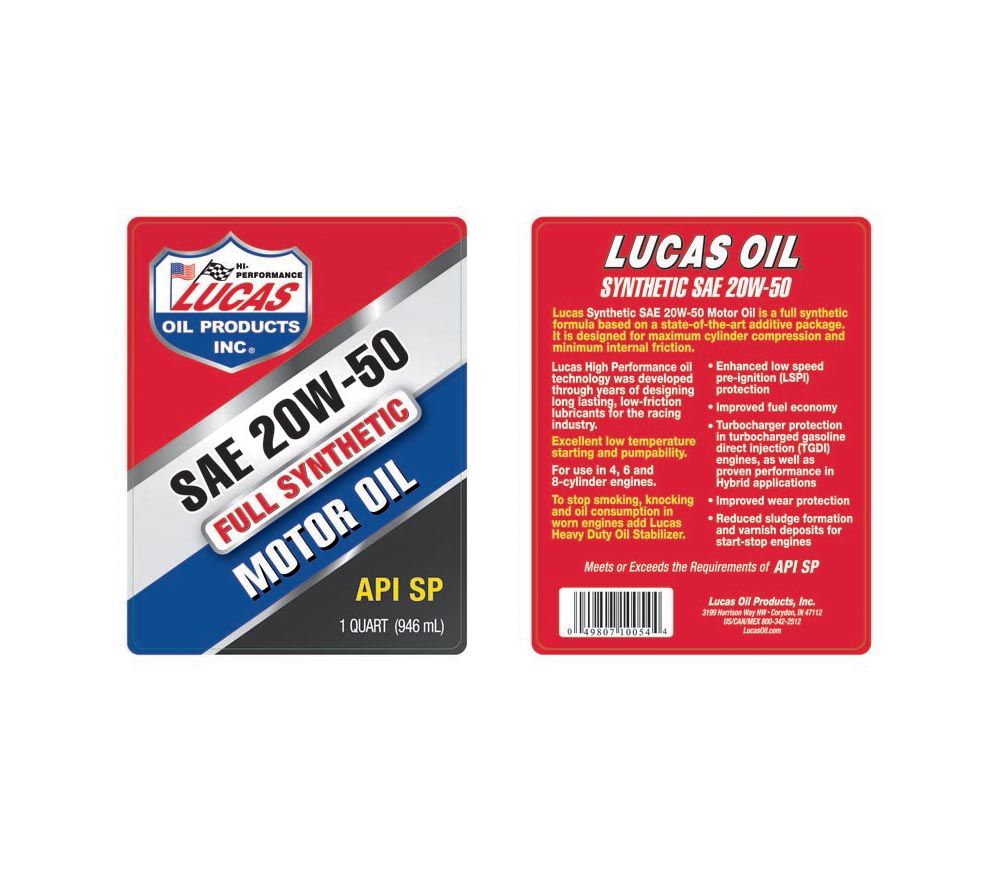 HI-
PERFORMANCE
LUCAS
OIL PRODUCTS
INC®
SAE 20W-50
FULL SYNTHETIC
MOTOR OIL
API SP
1 QUART (946 mL)
LUCAS OIL
SYNTHETIC SAE 20W-50
Lucas Synthetic SAE 20W-50 Motor Oil is a full synthetic
formula based on a state-of-the-art additive package.
It is designed for maximum cylinder compression and
minimum internal friction.
Lucas High Performance oil
technology was developed
through years of designing
long lasting, low-friction
lubricants for the racing
industry.
Excellent low temperature
starting and pumpability.
For use in 4, 6 and
8-cylinder engines.
To stop smoking, knocking
and oil consumption in
worn engines add Lucas
Heavy Duty Oil Stabilizer.
• Enhanced low speed
pre-ignition (LSPI)
protection
• Improved fuel economy
• Turbocharger protection
in turbocharged gasoline
direct injection (TGDI)
engines, as well as
proven performance in
Hybrid applications
• Improved wear protection
• Reduced sludge formation
and varnish deposits for
start-stop engines
Meets or Exceeds the Requirements of API SP
0 49807 10054 4
Lucas Oil Products, Inc.
3199 Harrison Way HW • Corydon, IN 47112
US/CAN/MEX 800-342-2512
LucasOil.com